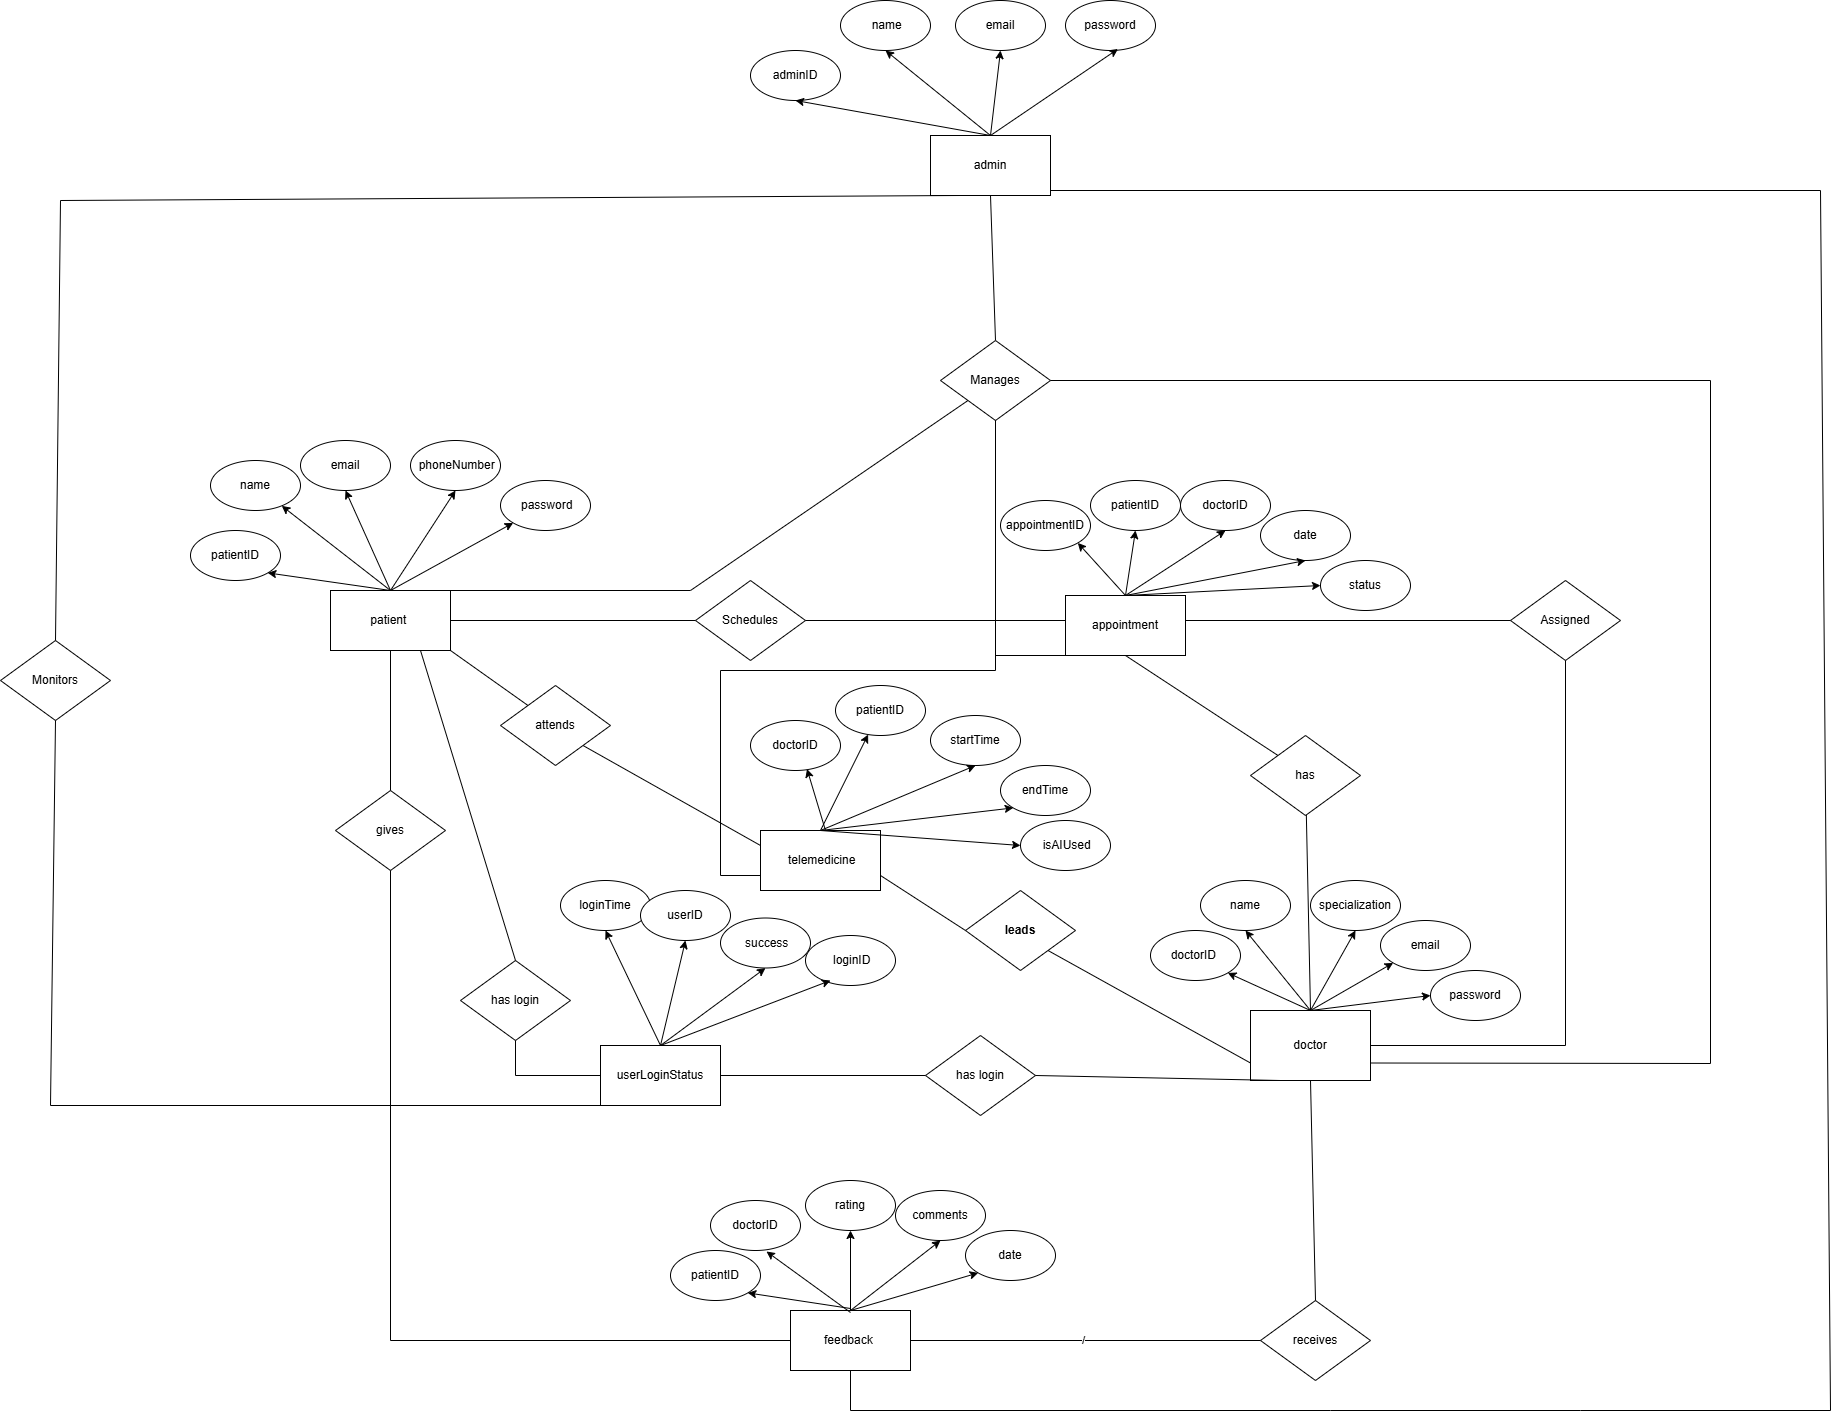 name
email
password
adminID
admin
Manages
email
phoneNumber
name
password
patientID
patientID
doctorID
appointmentID
date
status
patient
Schedules
appointment
Assigned
Monitors
attends
patientID
doctorID
startTime
endTime
isAIUsed
has
gives
telemedicine
loginTime
userID
success
loginID
leads
name
specialization
doctorID
email
password
has login
doctor
userLoginStatus
has login
rating
doctorID
comments
date
patientID
feedback
/
receives